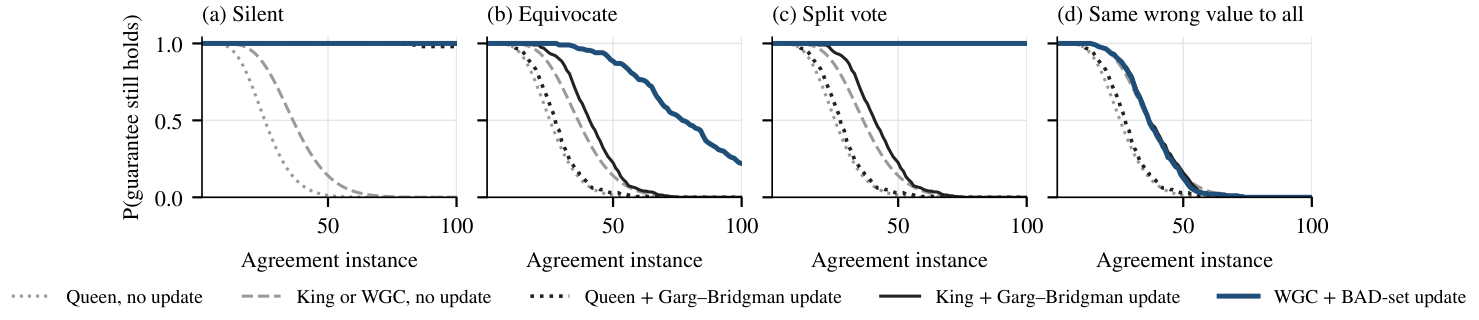 (a) Silent
(b) Equivocate
(c) Split vote
(d) Same wrong value to all
P(guarantee still holds)
1.0
0.5
0.0
50
100
50
100
50
100
50
100
Agreement instance
Agreement instance
Agreement instance
Agreement instance
Queen, no update
King or WGC, no update
Queen + Garg–Bridgman update
King + Garg–Bridgman update
WGC + BAD-set update